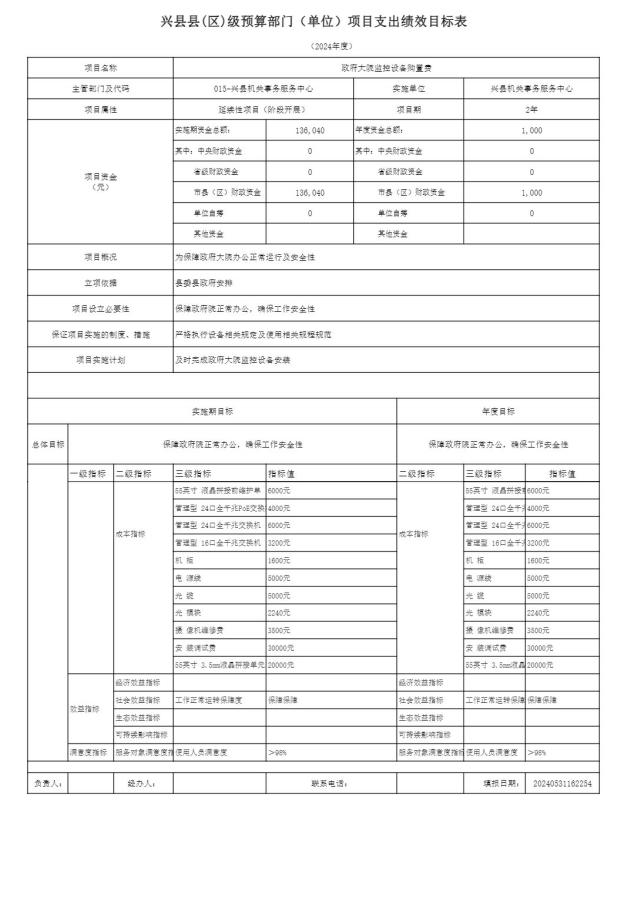 兴县县(区)级预算部门（单位）项目支出绩效目标表
（2024年度）
项目名称 政府大院监控设备购置费
主管部门及代码 015-兴县机关事务服务中心 实施单位 兴县机关事务服务中心
项目属性 延续性项目（阶段开展） 项目期 2年
项目资金（元） 实施期资金总额： 136,040 年度资金总额： 1,000
其中：中央财政资金 0 其中：中央财政资金 0
省级财政资金 0 省级财政资金 0
市县（区）财政资金 136,040 市县（区）财政资金 1,000
单位自筹 0 单位自筹 0
其他资金 其他资金
项目概况 为保障政府大院办公正常运行及安全性
立项依据 县委县政府安排
项目设立必要性 保障政府院正常办公，确保工作安全性
保证项目实施的制度、措施 严格执行设备相关规定及使用相关规程规范
项目实施计划 及时完成政府大院监控设备安装
实施期目标 年度目标
总体目标 保障政府院正常办公，确保工作安全性 保障政府院正常办公，确保工作安全性
一级指标 二级指标 三级指标 指标值 二级指标 三级指标 指标值
成本指标 55英寸 液晶拼接前维护单 6000元 成本指标 55英寸 液晶拼接 6000元
管理型 24口全千兆PoE交换 4000元 管理型 24口全千 4000元
管理型 24口全千兆交换机 6000元 管理型 24口全千 6000元
管理型 16口全千兆交换机 3200元 管理型 16口全千 3200元
机 柜 1600元 机 柜 1600元
电 源线 5000元 电 源线 5000元
光 缆 5000元 光 缆 5000元
光 模块 2240元 光 模块 2240元
摄 像机维修费 3500元 摄 像机维修费 3500元
安 装调试费 30000元 安 装调试费 30000元
55英寸 3.5mm液晶拼接单元 20000元 55英寸 3.5mm液晶 20000元
效益指标 经济效益指标 经济效益指标
社会效益指标 工作正常运转保障度 保障保障 社会效益指标 工作正常运转保障 保障保障
生态效益指标 生态效益指标
可持续影响指标 可持续影响指标
满意度指标 服务对象满意度指 使用人员满意度 ＞98% 服务对象满意度指标 使用人员满意度 ＞98%
负责人： 经办人： 联系电话： 填报日期： 20240531162254